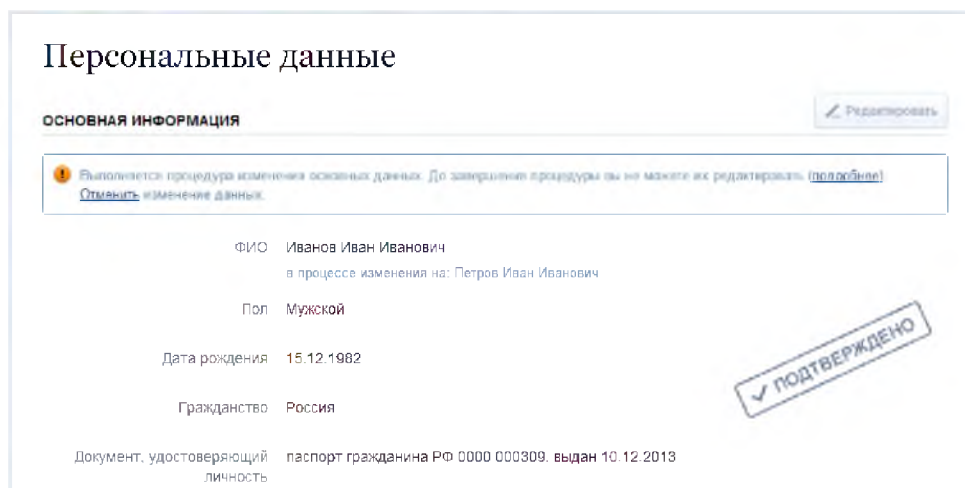 Персональные данные
ОСНОВНАЯ ИНФОРМАЦИЯ
Редактировать
Выполняется процедура изменения основных данных. До завершения процедуры вы не можете их редактировать (подробнее).
Отменить изменение данных.
ФИО Иванов Иван Иванович
в процессе изменения на: Петров Иван Иванович
Пол Мужской
Дата рождения 15.12.1982
ПОДТВЕРЖДЕНО
Гражданство Россия
Документ, удостоверяющий паспорт гражданина РФ 0000 000309, выдан 10.12.2013
личность